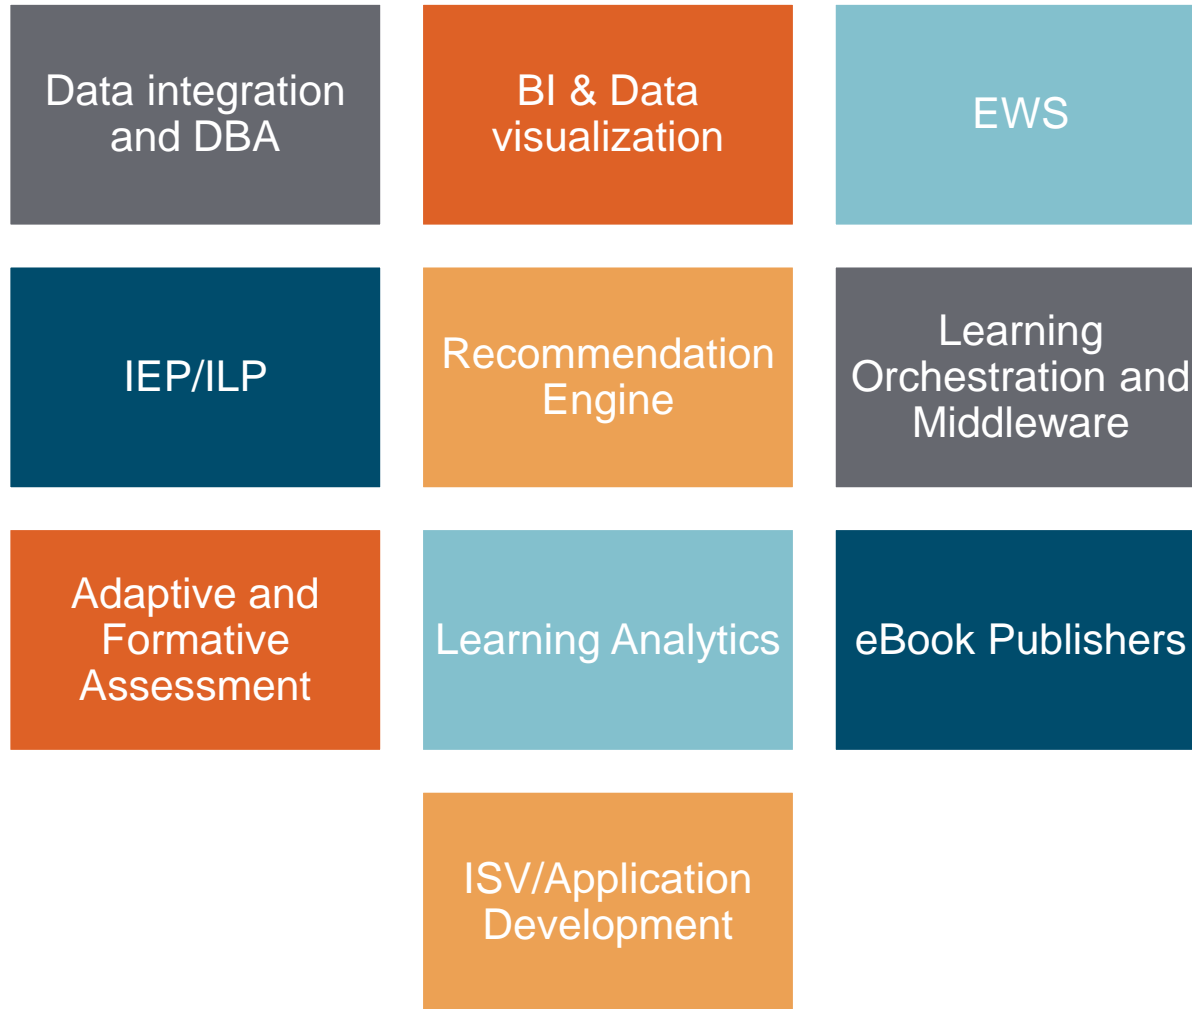 Data integration
and DBA
BI & Data
visualization
EWS
IEP/ILP
Recommendation
Engine
Learning
Orchestration and
Middleware
Adaptive and
Formative
Assessment
Learning Analytics
eBook Publishers
ISV/Application
Development